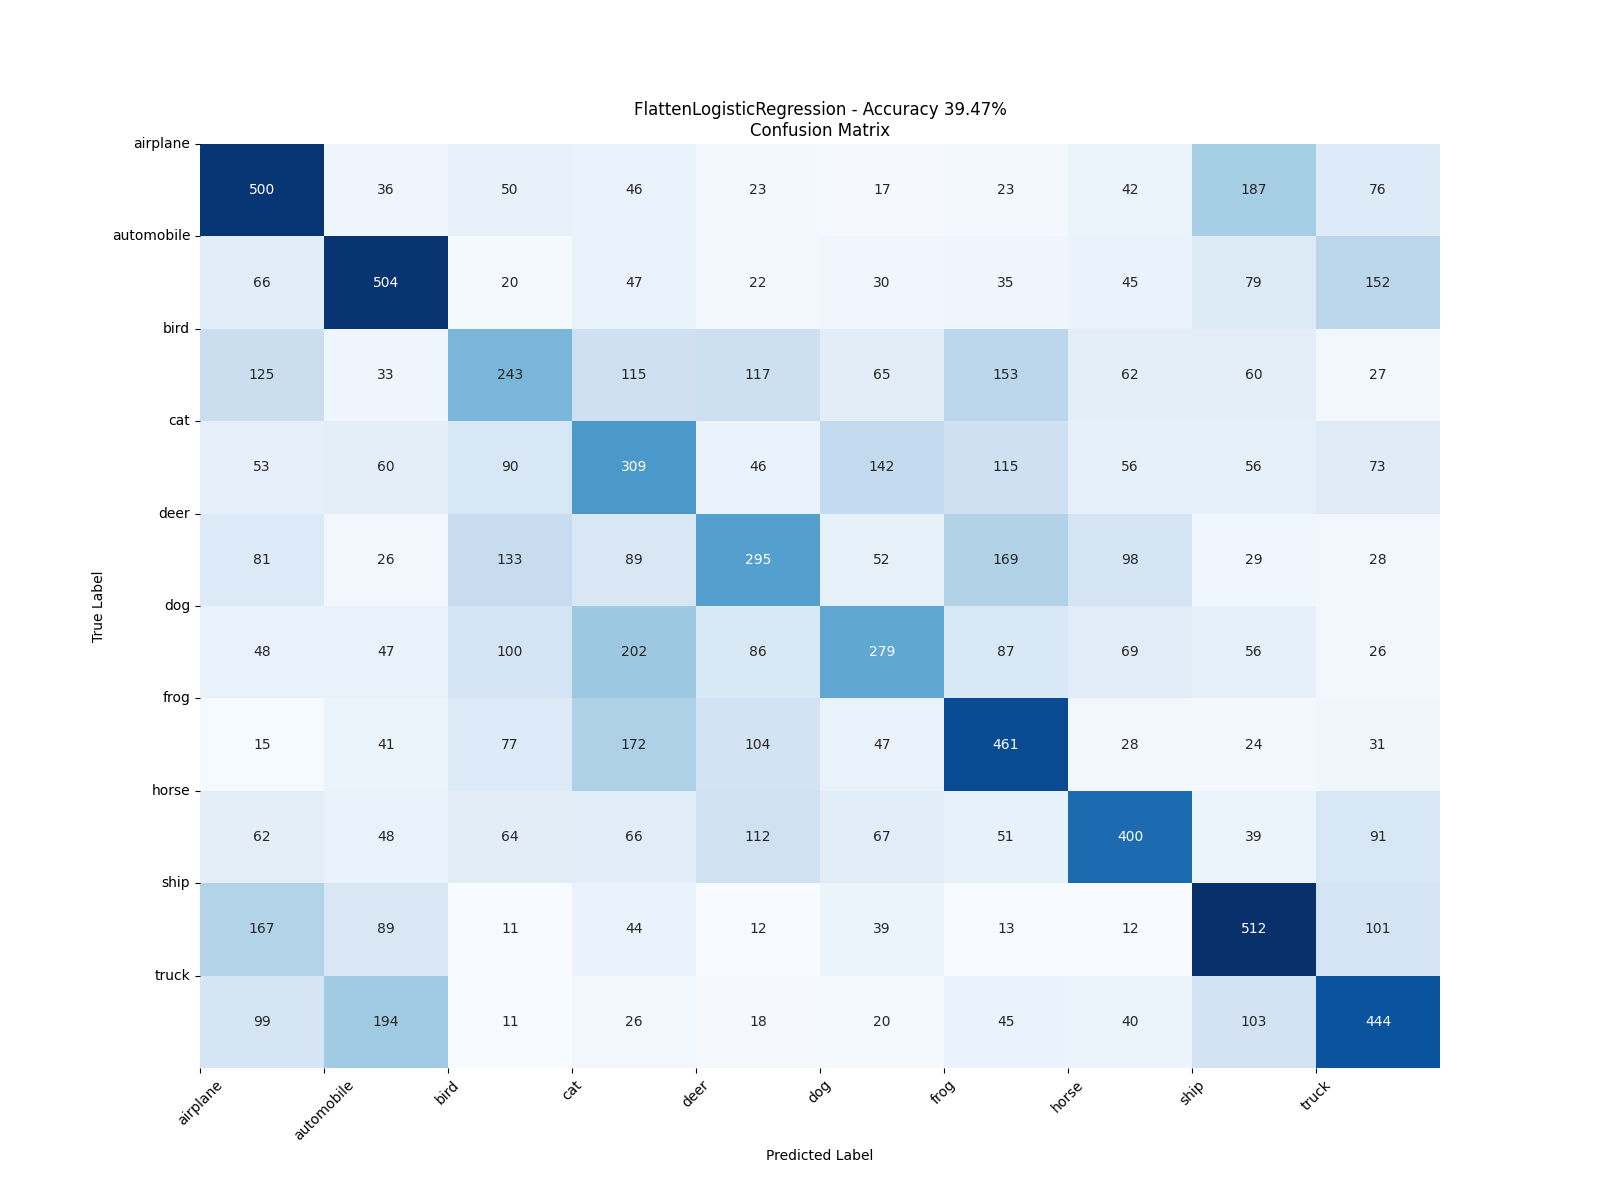 FlattenLogisticRegression - Accuracy 39.47%
Confusion Matrix
airplane
500 36 50 46 23 17 23 42 187 76
automobile
66 504 20 47 22 30 35 45 79 152
bird
125 33 243 115 117 65 153 62 60 27
cat
53 60 90 309 46 142 115 56 56 73
deer
81 26 133 89 295 52 169 98 29 28
True Label
dog
48 47 100 202 86 279 87 69 56 26
frog
15 41 77 172 104 47 461 28 24 31
horse
62 48 64 66 112 67 51 400 39 91
ship
167 89 11 44 12 39 13 12 512 101
truck
99 194 11 26 18 20 45 40 103 444
airplane automobile bird cat deer dog frog horse ship truck
Predicted Label